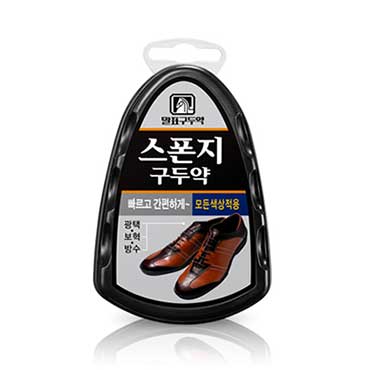 말표구두약
스폰지
구두약
빠르고 간편하게~ 모든색상적용
광택
보혁
방수